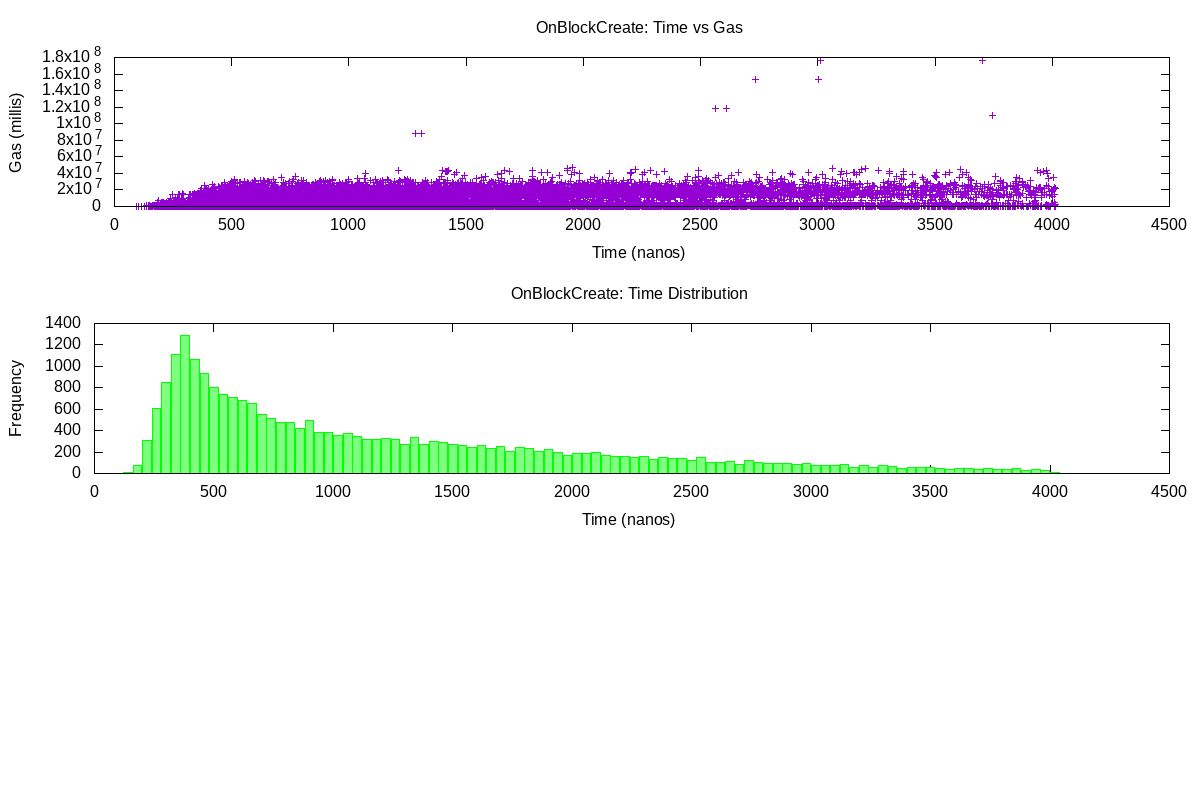 OnBlockCreate: Time vs Gas
Gas (millis)
1.8x10 8
1.6x10 8
1.4x10 8
1.2x10 8
1x10 8
8x10 7
6x10 7
4x10 7
2x10 7
0
0 500 1000 1500 2000 2500 3000 3500 4000 4500
Time (nanos)
OnBlockCreate: Time Distribution
Frequency
1400
1200
1000
800
600
400
200
0
0 500 1000 1500 2000 2500 3000 3500 4000 4500
Time (nanos)